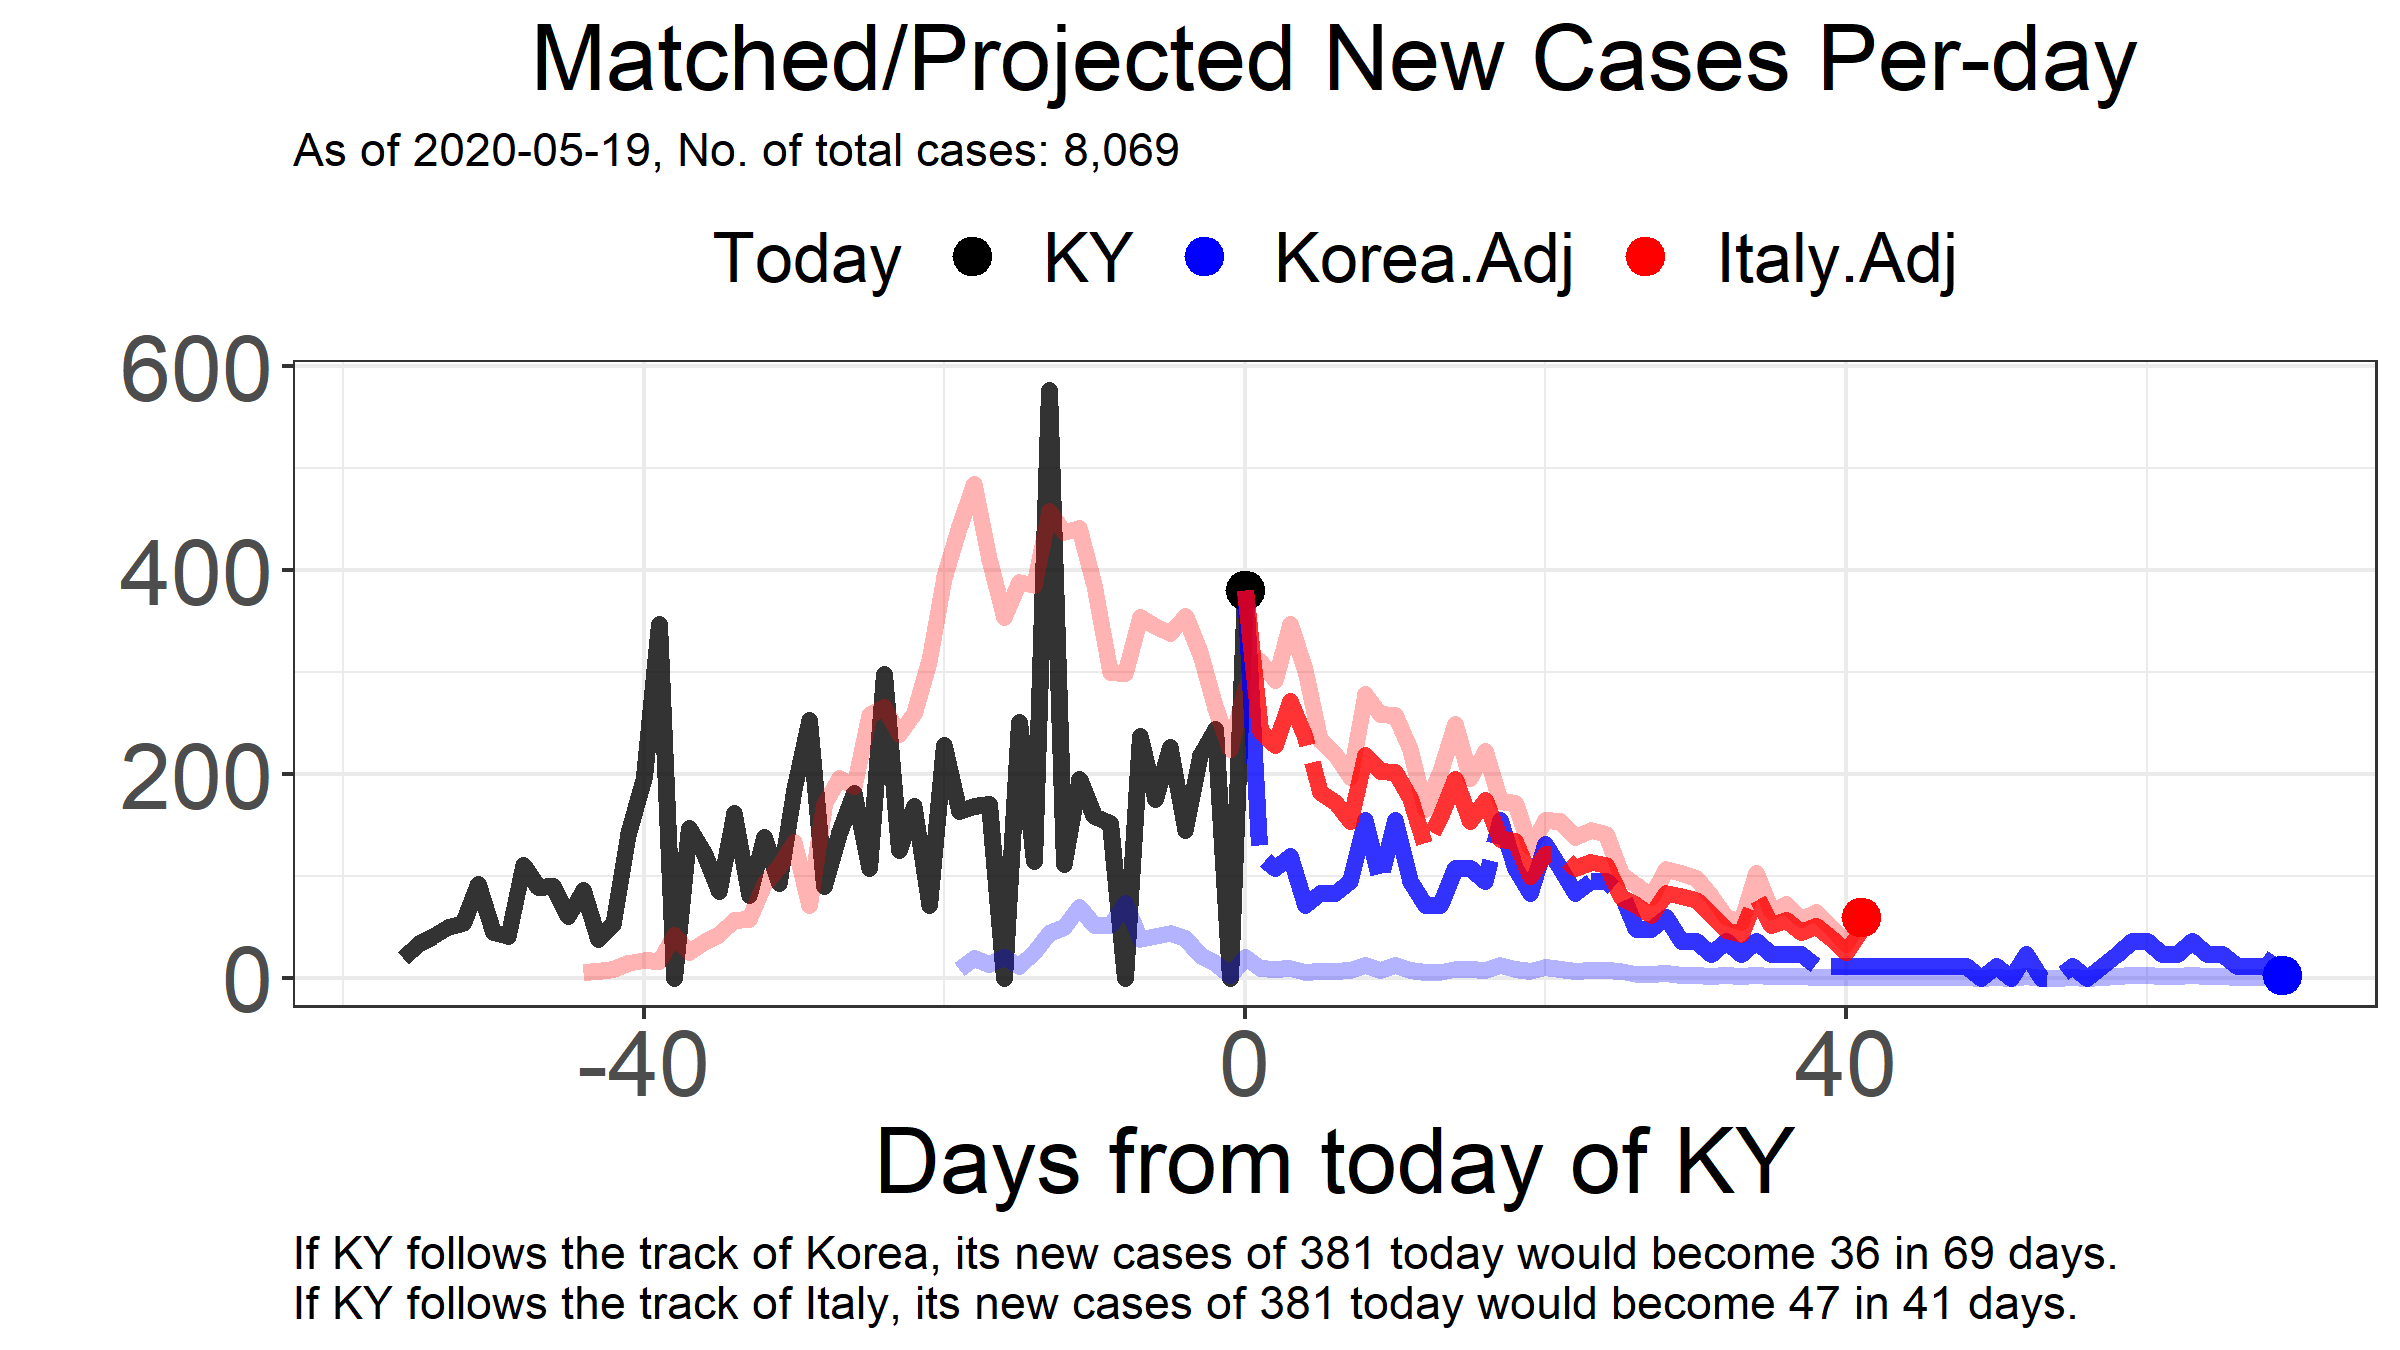 Matched/Projected New Cases Per-day
As of 2020-05-19, No. of total cases: 8,069
Today KY Korea.Adj Italy.Adj
600
400
200
0
-40 0 40
Days from today of KY
If KY follows the track of Korea, its new cases of 381 today would become 36 in 69 days.
If KY follows the track of Italy, its new cases of 381 today would become 47 in 41 days.